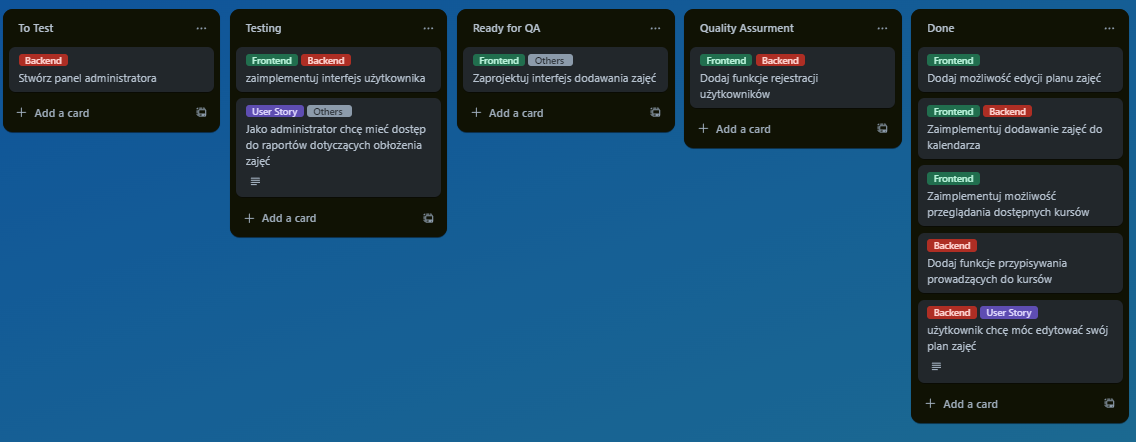 To Test
Backend
Stwórz panel administratora
Add a card
Testing
Frontend Backend
zaimplementuj interfejs użytkownika
User Story Others
Jako administrator chcę mieć dostęp
do raportów dotyczących obłożenia
zajęć
Add a card
Ready for QA
Frontend Others
Zaprojektuj interfejs dodawania zajęć
Add a card
Quality Assurment
Frontend Backend
Dodaj funkcje rejestracji
użytkowników
Add a card
Done
Frontend
Dodaj możliwość edycji planu zajęć
Frontend Backend
Zaimplementuj dodawanie zajęć do
kalendarza
Frontend
Zaimplementuj możliwość
przeglądania dostępnych kursów
Backend
Dodaj funkcje przypisywania
prowadzących do kursów
Backend User Story
użytkownik chcę móc edytować swój
plan zajęć
Add a card